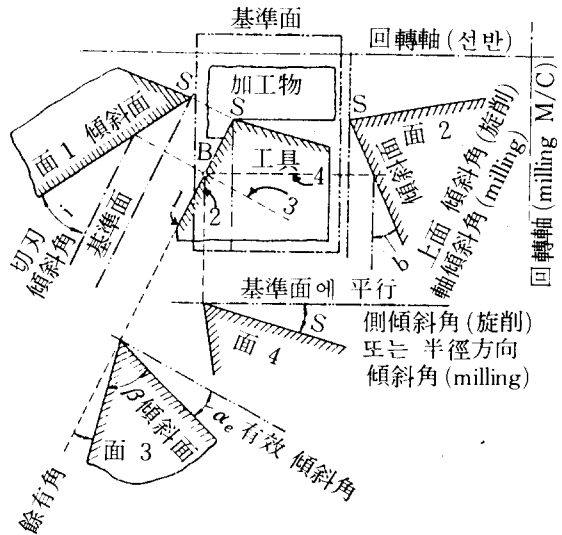 基準面
回轉軸 (선반)
加工物
S
S
S
面 1 傾斜面
面 2
傾斜面
B
工具
4
3
2
1
i
b
切刃
傾斜角
基準面
上面 傾斜角 (旋削)
軸傾斜角 (milling)
回轉軸 (milling M/C)
基準面에 平行
S
面 4
側傾斜角 (旋削)
또는 半徑方向
傾斜角 (milling)
β 傾斜面
面 3
αe 有效 傾斜角
餘有角